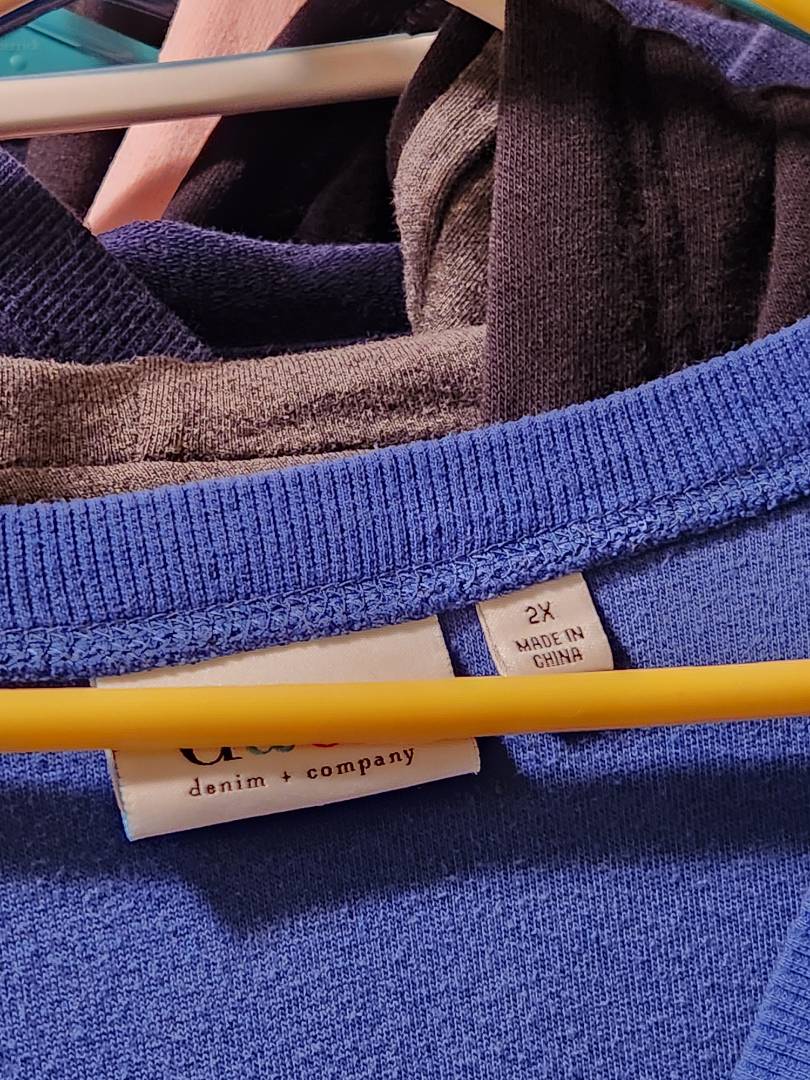 2X
MADE IN
CHINA
denim + company